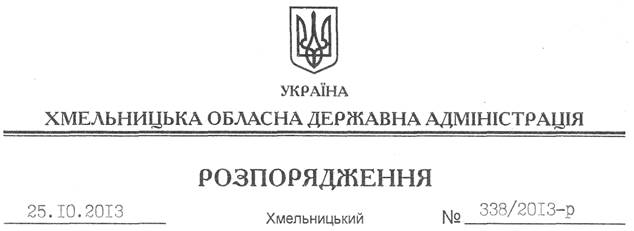 УКРАЇНА
ХМЕЛЬНИЦЬКА ОБЛАСНА ДЕРЖАВНА АДМІНІСТРАЦІЯ
РОЗПОРЯДЖЕННЯ
25.10.2013 Хмельницький № 338/2013-р